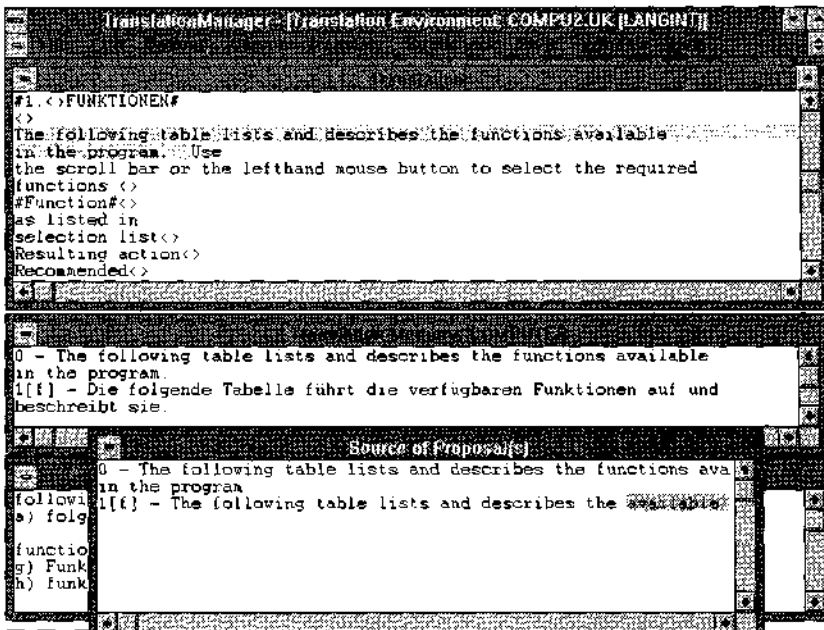 TranslationManager - [Translation Environment: COMPU2.UK (LANGINT)]
#1.<>FUNKTIONEN#
<>
The following table lists and describes the functions available
in the program. Use
the scroll bar or the lefthand mouse button to select the required
functions <>
#Function#<>
as listed in
selection list<>
Resulting action<>
Recommended<>
0 - The following table lists and describes the functions available
in the program.
1[f] - Die folgende Tabelle führt die verfügbaren Funktionen auf und
beschreibt sie.
Source of Proposal(s)
0 - The following table lists and describes the functions ava
in the program
1[f] - The following table lists and describes the available
followi
a) folg
functio
g) Funk
h) funk